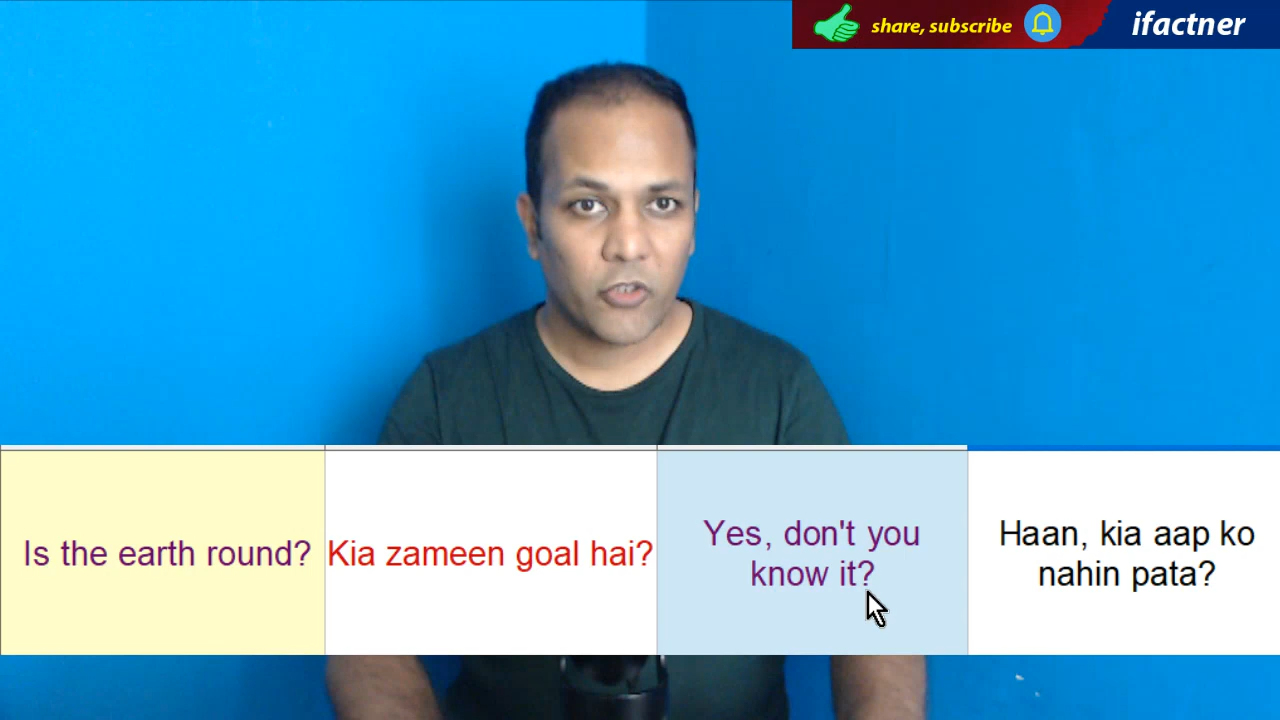 share, subscribe
ifactner
Is the earth round?
Kia zameen goal hai?
Yes, don't you
know it?
Haan, kia aap ko
nahin pata?